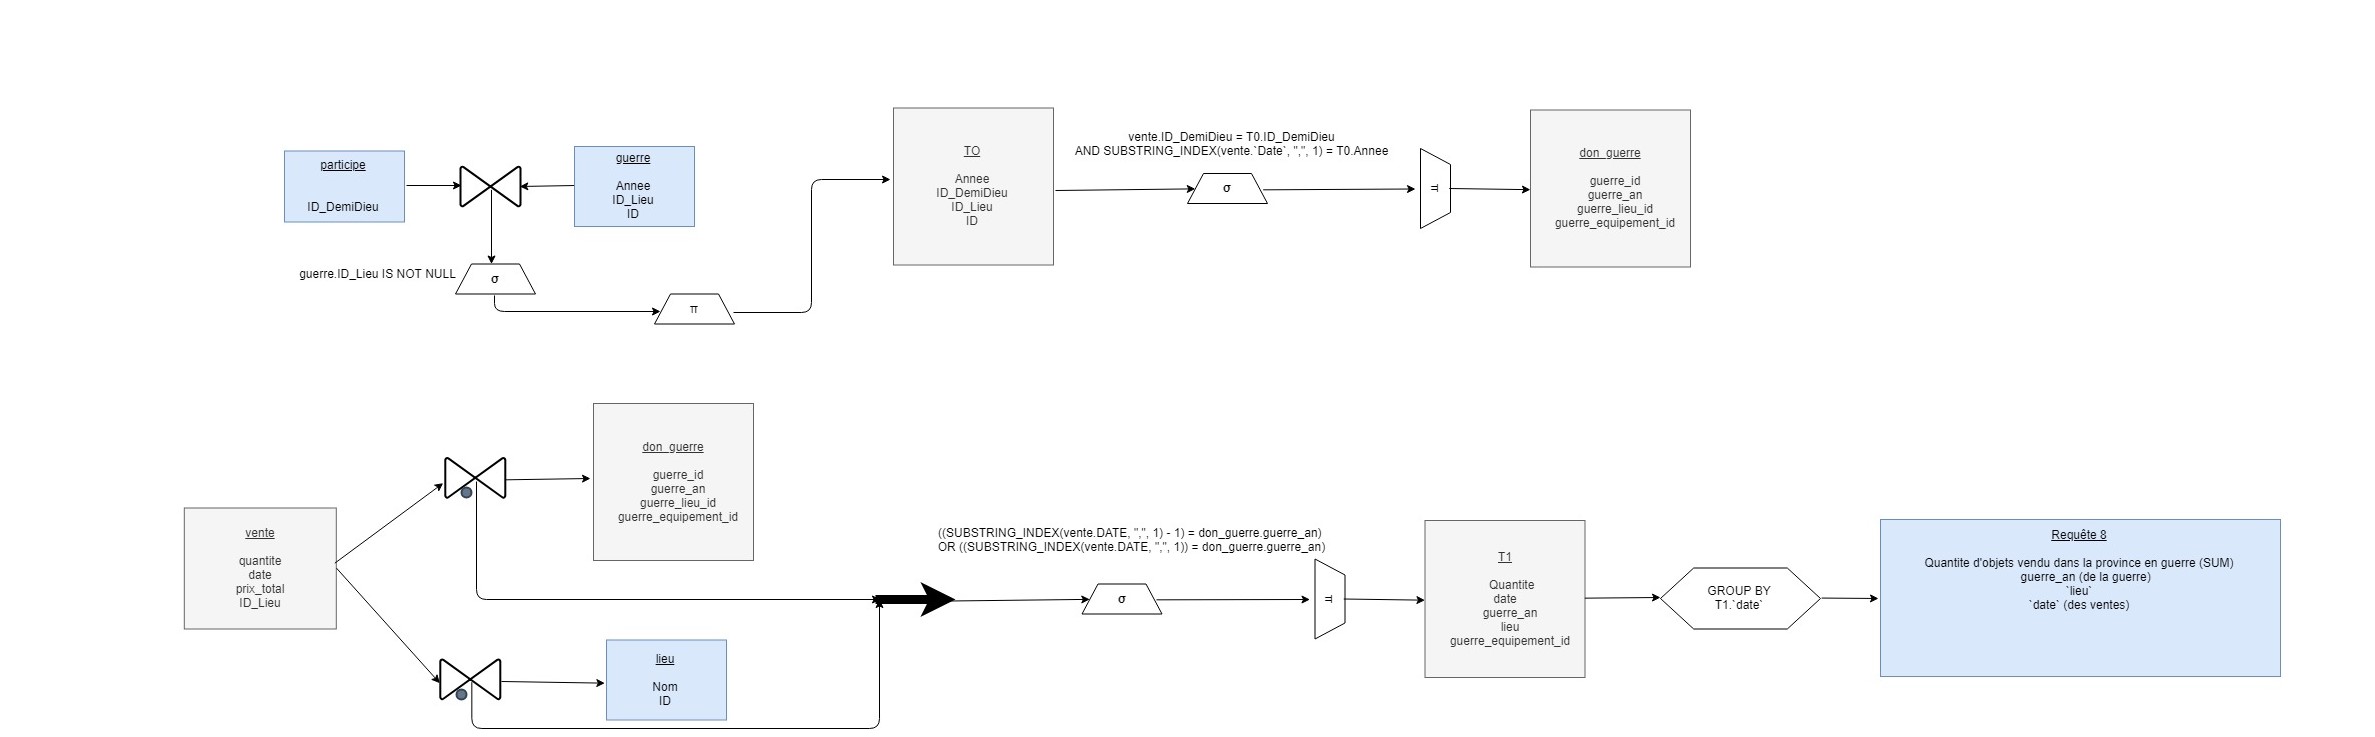 participe
ID_DemiDieu
guerre
Annee
ID_Lieu
ID
guerre.ID_Lieu IS NOT NULL
σ
π
TO
Annee
ID_DemiDieu
ID_Lieu
ID
vente.ID_DemiDieu = T0.ID_DemiDieu
AND SUBSTRING_INDEX(vente.`Date`, ",", 1) = T0.Annee
σ
π
don_guerre
guerre_id
guerre_an
guerre_lieu_id
guerre_equipement_id
vente
quantite
date
prix_total
ID_Lieu
don_guerre
guerre_id
guerre_an
guerre_lieu_id
guerre_equipement_id
lieu
Nom
ID
((SUBSTRING_INDEX(vente.DATE, ",", 1) - 1) = don_guerre.guerre_an)
OR ((SUBSTRING_INDEX(vente.DATE, ",", 1)) = don_guerre.guerre_an)
σ
π
T1
Quantite
date
guerre_an
lieu
guerre_equipement_id
GROUP BY
T1.`date`
Requête 8
Quantite d'objets vendu dans la province en guerre (SUM)
guerre_an (de la guerre)
`lieu`
`date` (des ventes)